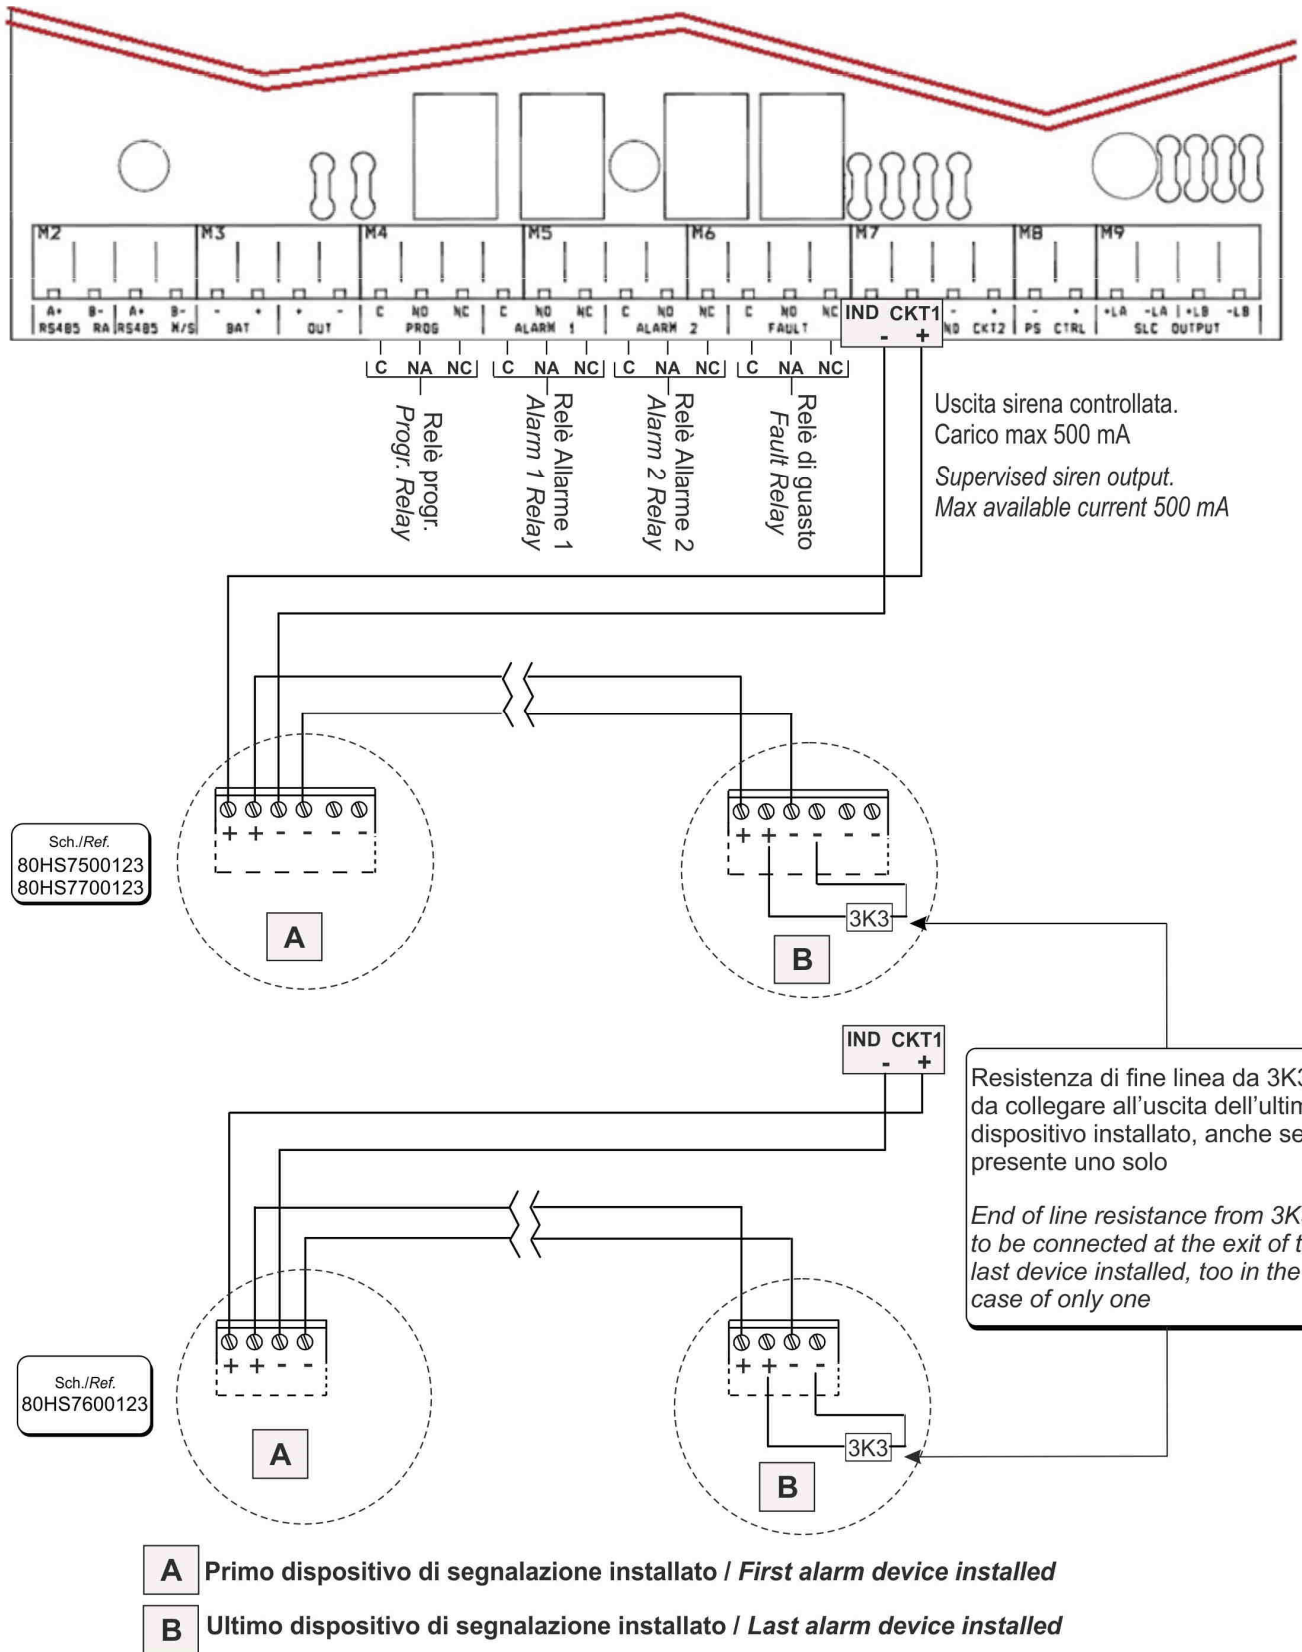 M2 M3 M4 M5 M6 M7 M8 M9
A+ B- A+ B- - + + - C NO NC C NO NC C NO NC C NO NC - + - + +LA -LA +LB -LB
RS485 RA RS485 M/S BAT OUT PROG ALARM 1 ALARM 2 FAULT CKT2 PS CTRL SLC OUTPUT
IND CKT1
- +
C NA NC C NA NC C NA NC C NA NC
Relè progr.
Progr. Relay
Relè Allarme 1
Alarm 1 Relay
Relè Allarme 2
Alarm 2 Relay
Relè di guasto
Fault Relay
Uscita sirena controllata.
Carico max 500 mA
Supervised siren output.
Max available current 500 mA
+ + - - - -
+ + - - - -
Sch./Ref.
80HS7500123
80HS7700123
3K3
A
B
IND CKT1
- +
Resistenza di fine linea da
da collegare all'uscita
dispositivo installato, anche se
presente uno solo
End of line resistance from
to be connected at the exit of
last device installed, too in the
case of only one
+ + - -
+ + - -
Sch./Ref.
80HS7600123
3K3
A
B
A Primo dispositivo di segnalazione installato / First alarm device installed
B Ultimo dispositivo di segnalazione installato / Last alarm device installed